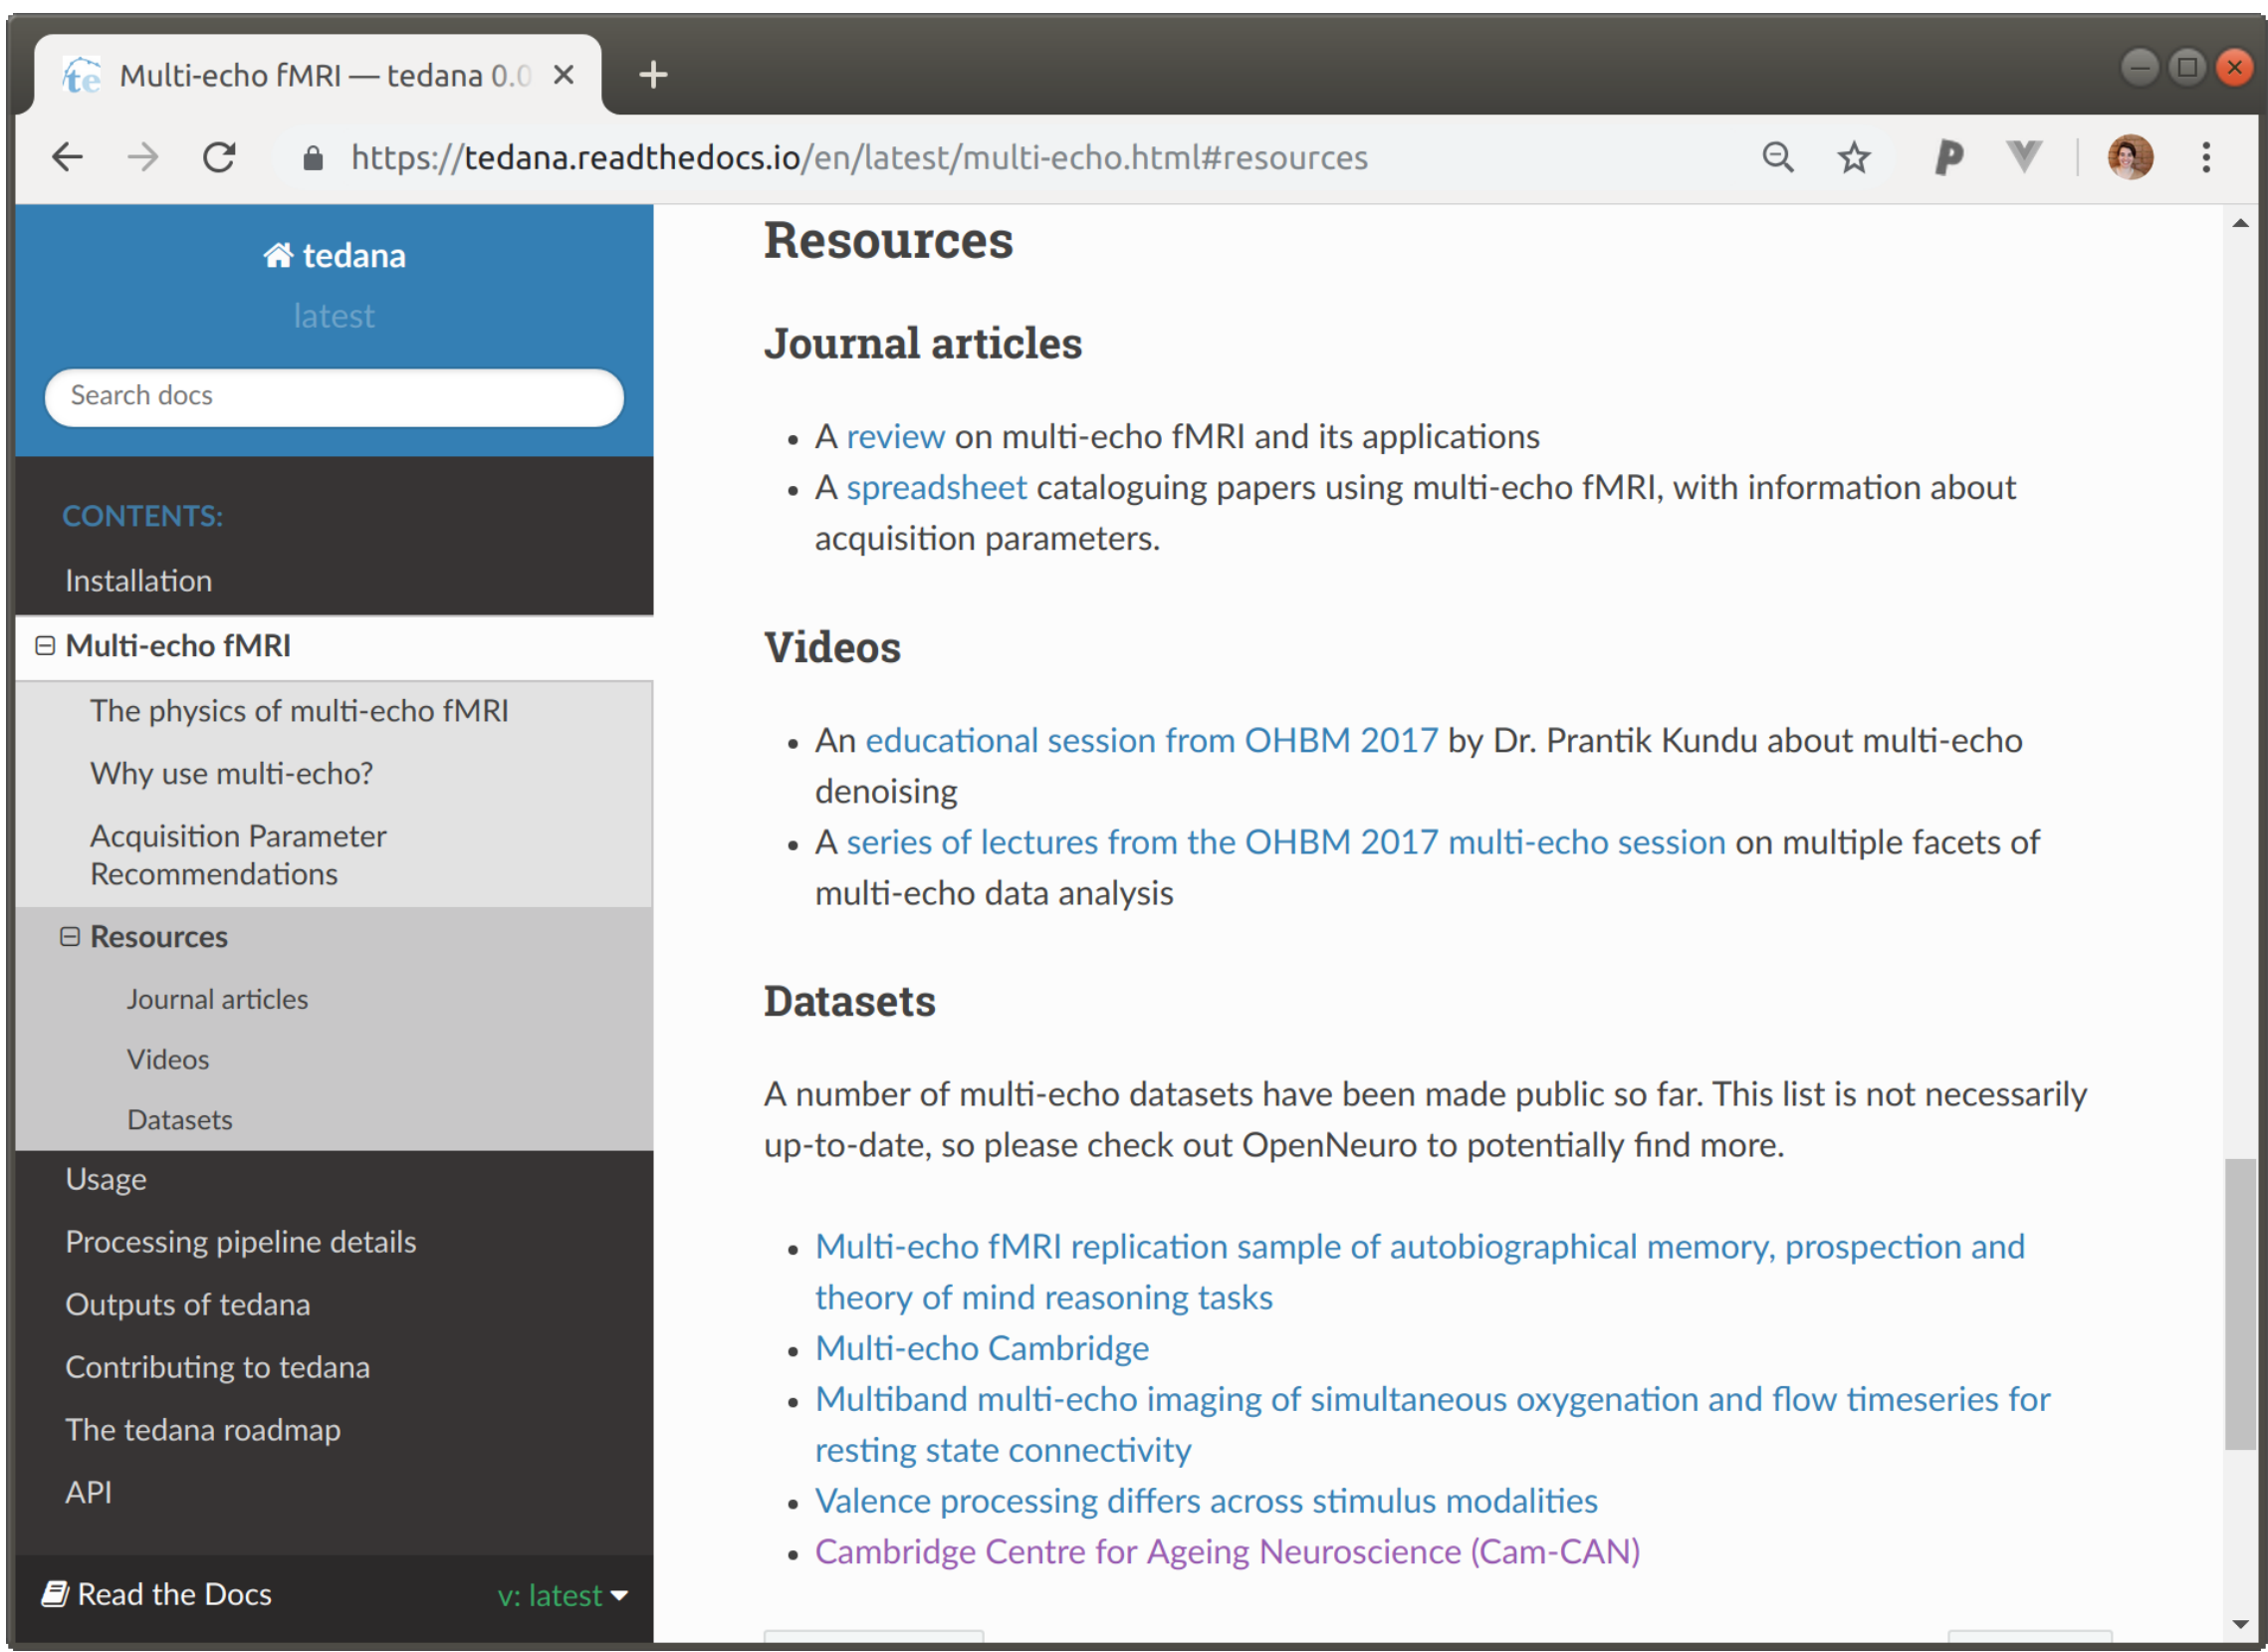 Multi-echo fMRI — tedana 0.0
https://tedana.readthedocs.io/en/latest/multi-echo.html#resources
tedana
latest
Search docs
CONTENTS:
Installation
Multi-echo fMRI
The physics of multi-echo fMRI
Why use multi-echo?
Acquisition Parameter
Recommendations
Resources
Journal articles
Videos
Datasets
Usage
Processing pipeline details
Outputs of tedana
Contributing to tedana
The tedana roadmap
API
Read the Docs
v: latest
Resources
Journal articles
• A review on multi-echo fMRI and its applications
• A spreadsheet cataloguing papers using multi-echo fMRI, with information about
acquisition parameters.
Videos
• An educational session from OHBM 2017 by Dr. Prantik Kundu about multi-echo
denoising
• A series of lectures from the OHBM 2017 multi-echo session on multiple facets of
multi-echo data analysis
Datasets
A number of multi-echo datasets have been made public so far. This list is not necessarily
up-to-date, so please check out OpenNeuro to potentially find more.
• Multi-echo fMRI replication sample of autobiographical memory, prospection and
theory of mind reasoning tasks
• Multi-echo Cambridge
• Multiband multi-echo imaging of simultaneous oxygenation and flow timeseries for
resting state connectivity
• Valence processing differs across stimulus modalities
• Cambridge Centre for Ageing Neuroscience (Cam-CAN)